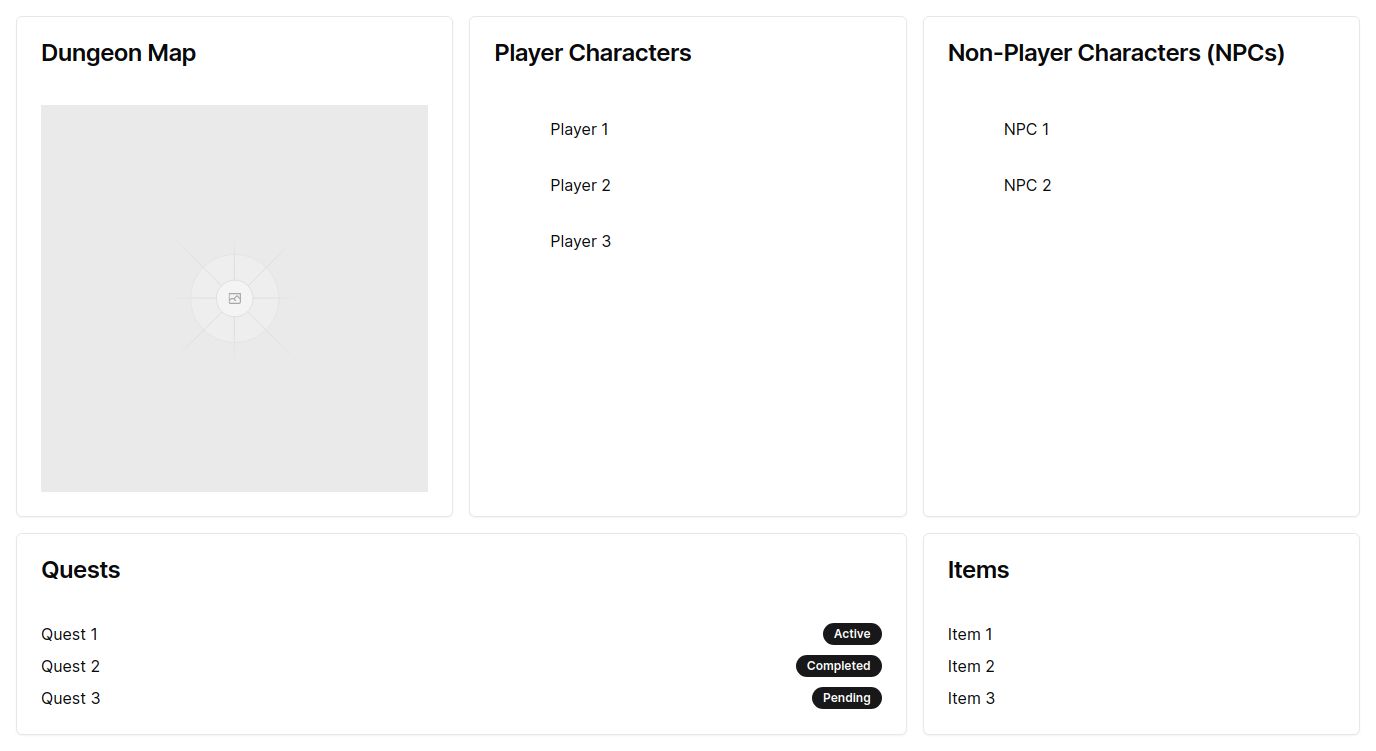 Dungeon Map
Player Characters
Player 1
Player 2
Player 3
Non-Player Characters (NPCs)
NPC 1
NPC 2
Quests
Quest 1 Active
Quest 2 Completed
Quest 3 Pending
Items
Item 1
Item 2
Item 3